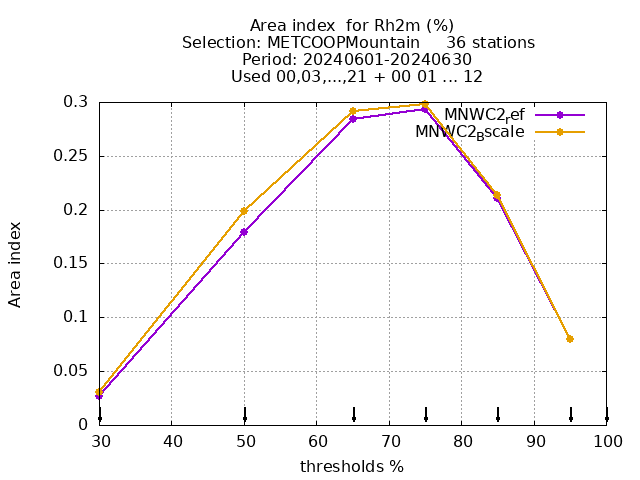 Area index  for Rh2m (%)
Selection: METCOOPMountain     36 stations
Period: 20240601-20240630
Used 00,03,...,21 + 00 01 ... 12
MNWC2ref
MNWC2Bscale
0.3
0.25
0.2
0.15
0.1
0.05
0
Area index
30 40 50 60 70 80 90 100
thresholds %